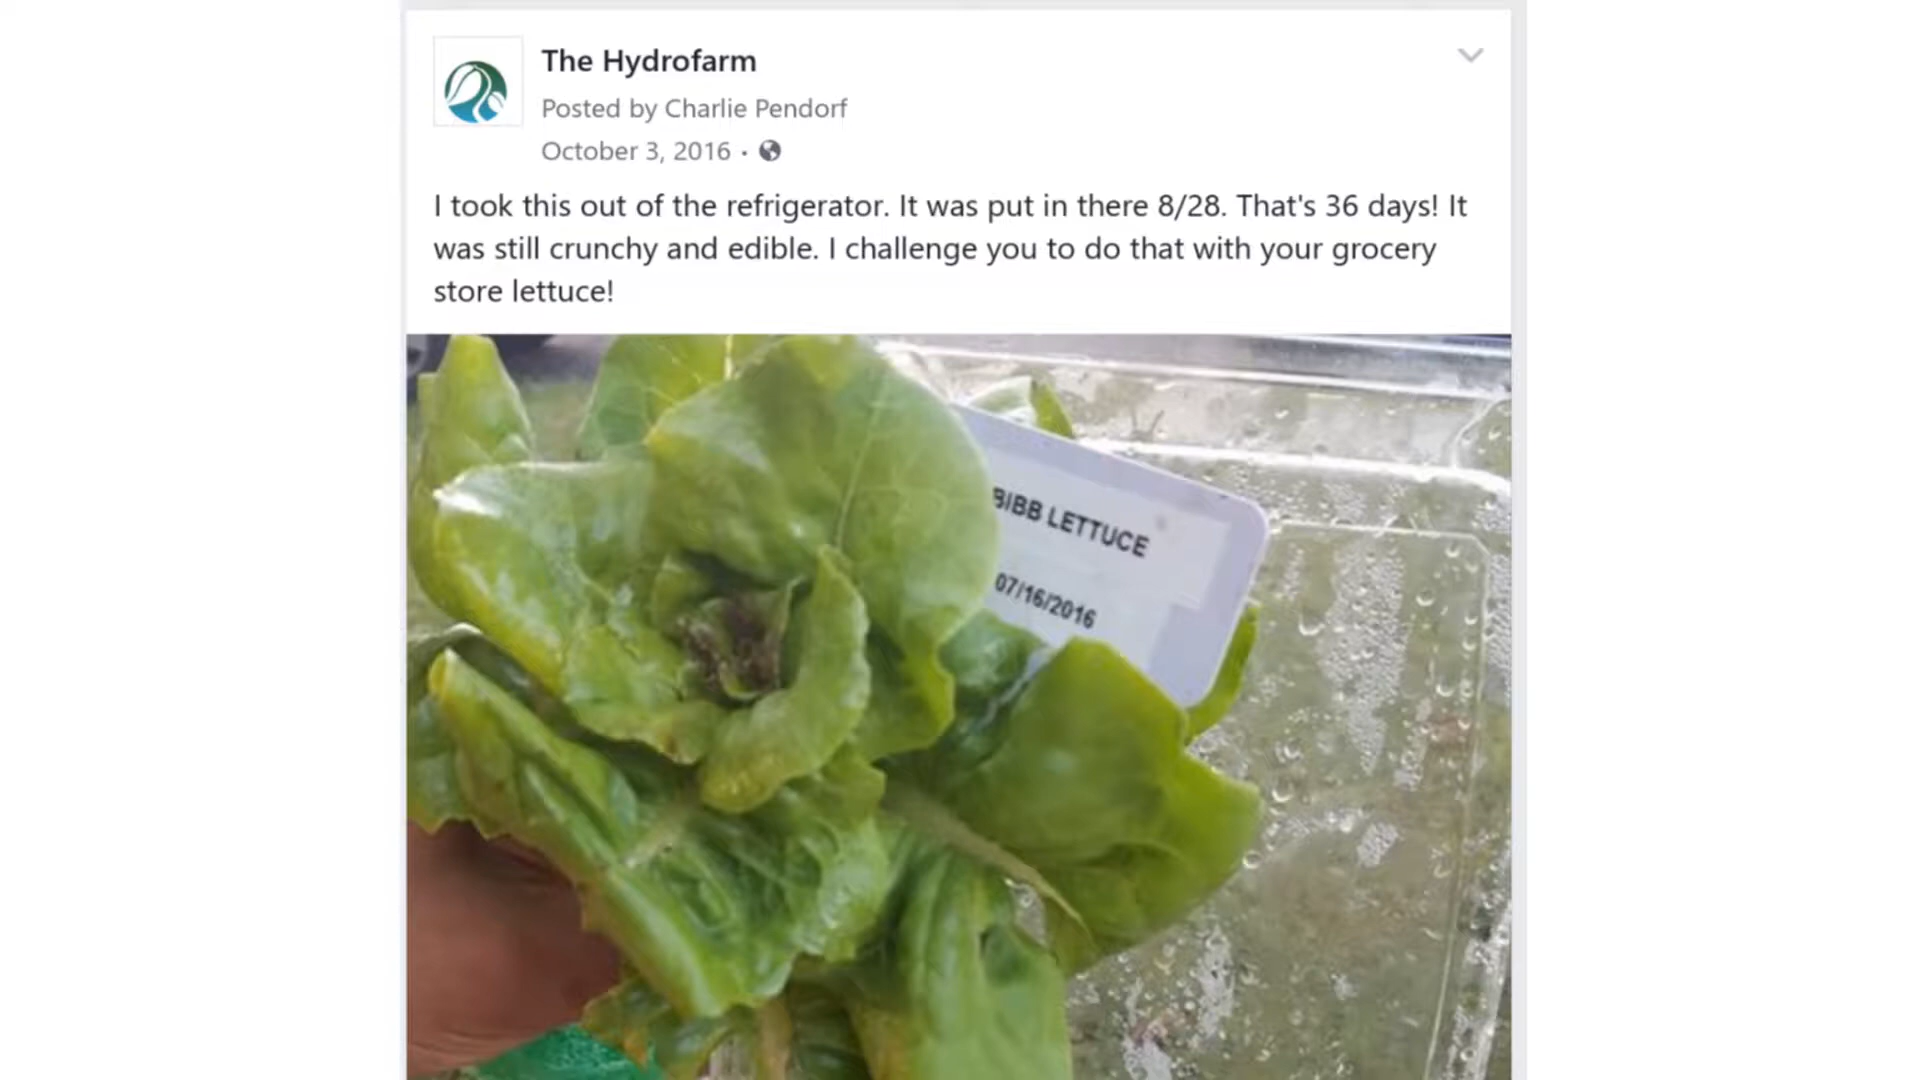 The Hydrofarm
Posted by Charlie Pendorf
October 3, 2016 ·
I took this out of the refrigerator. It was put in there 8/28. That's 36 days! It
was still crunchy and edible. I challenge you to do that with your grocery
store lettuce!
BIBB LETTUCE
07/16/2016